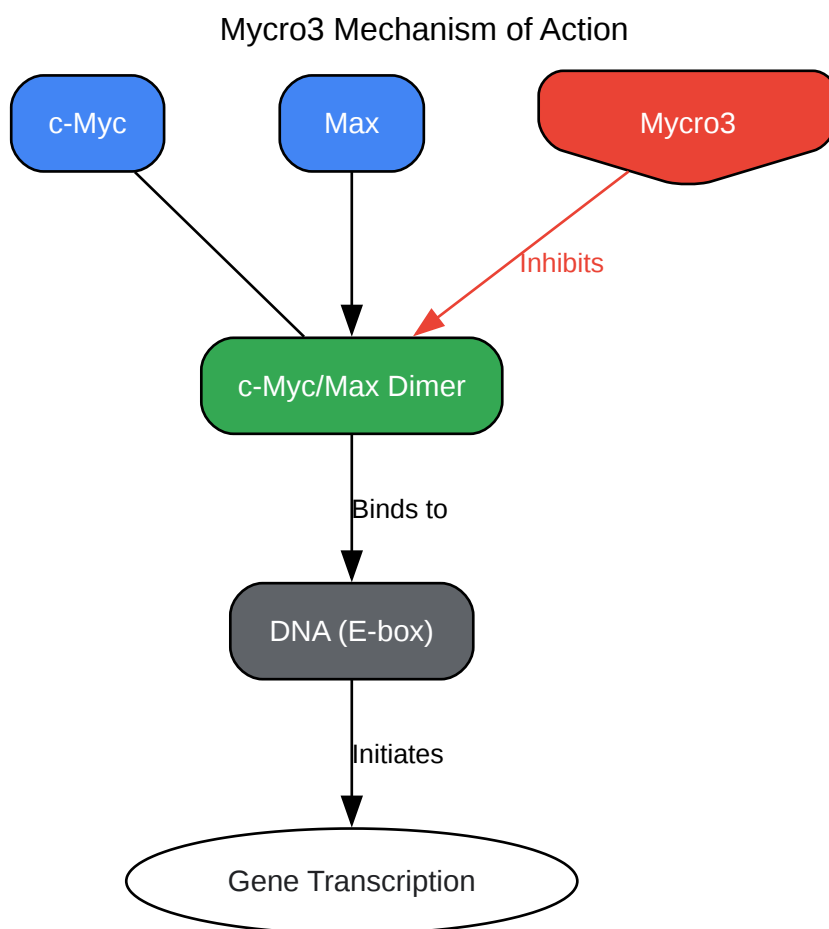 Mycro3 Mechanism of Action
c-Myc
Max
Mycro3
Inhibits
c-Myc/Max Dimer
Binds to
DNA (E-box)
Initiates
Gene Transcription